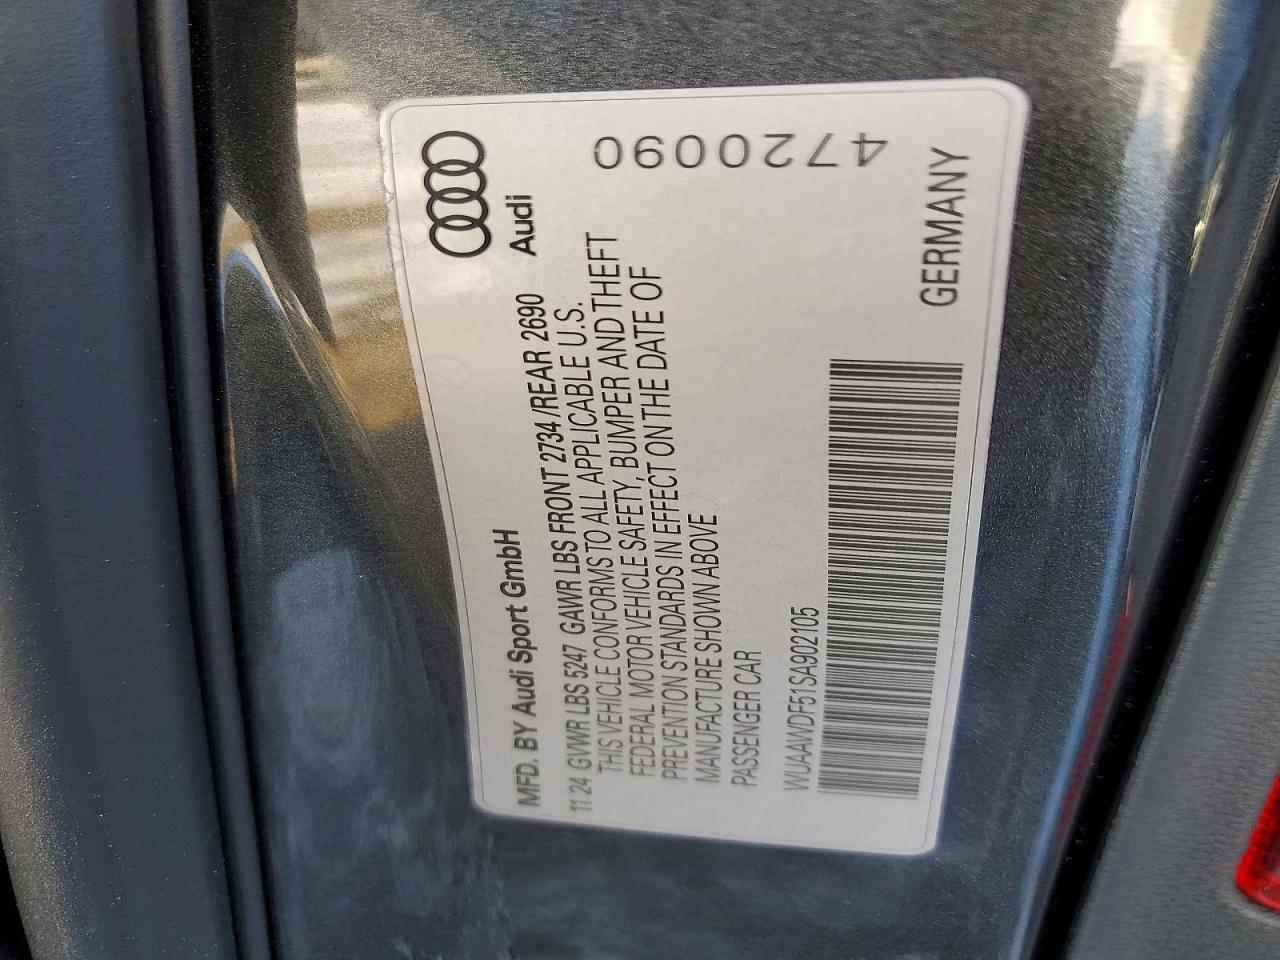 MFD. BY Audi Sport GmbH
Audi
11 24 GVWR LBS 5247 GAWR LBS FRONT 2734 /REAR 2690
THIS VEHICLE CONFORMS TO ALL APPLICABLE U.S.
FEDERAL MOTOR VEHICLE SAFETY, BUMPER AND THEFT
PREVENTION STANDARDS IN EFFECT ON THE DATE OF
MANUFACTURE SHOWN ABOVE
PASSENGER CAR
WUAAWDF51SA902105
GERMANY
4720090